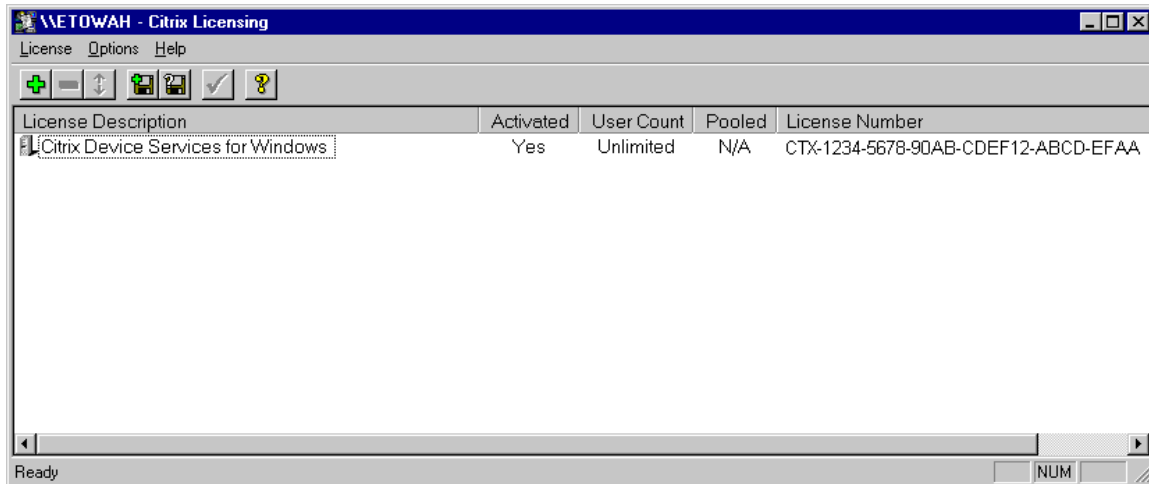 \\ETOWAH - Citrix Licensing
License Options Help
License Description Activated User Count Pooled License Number
Citrix Device Services for Windows Yes Unlimited N/A CTX-1234-5678-90AB-CDEF12-ABCD-EFAA
Ready NUM